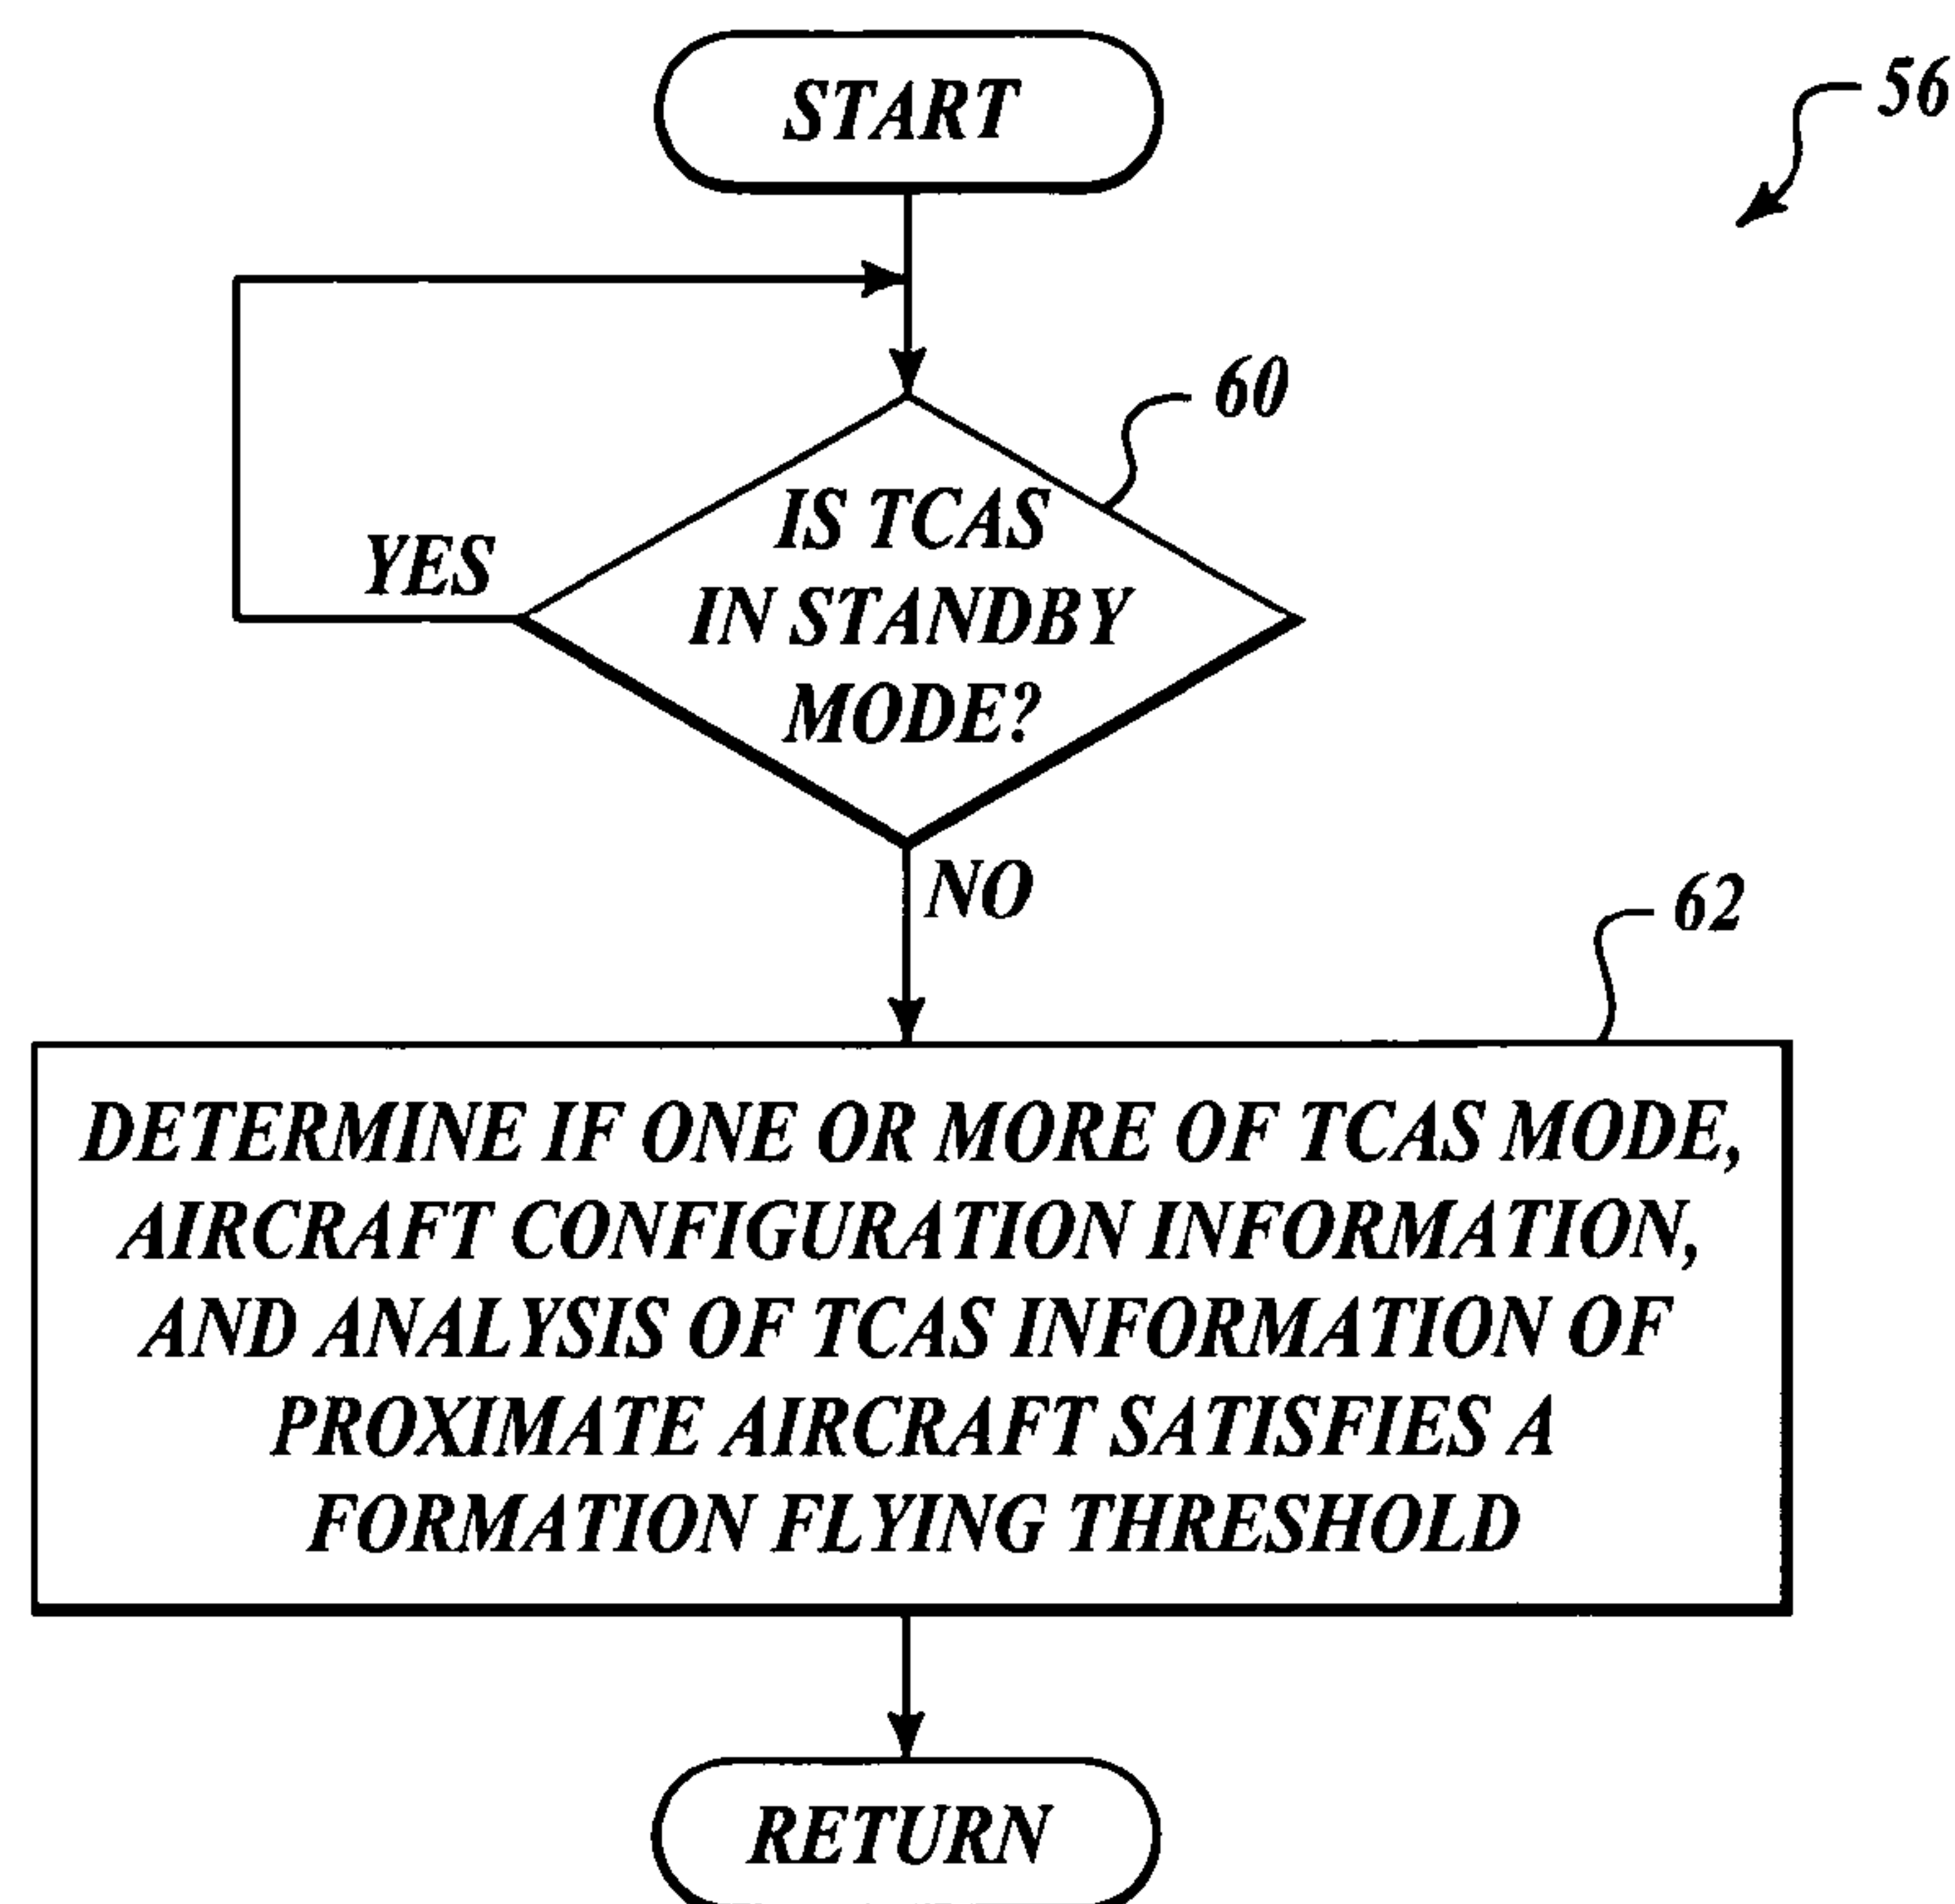 START
56
60
IS TCAS
IN STANDBY
MODE?
YES
NO
62
DETERMINE IF ONE OR MORE OF TCAS MODE,
AIRCRAFT CONFIGURATION INFORMATION,
AND ANALYSIS OF TCAS INFORMATION OF
PROXIMATE AIRCRAFT SATISFIES A
FORMATION FLYING THRESHOLD
RETURN